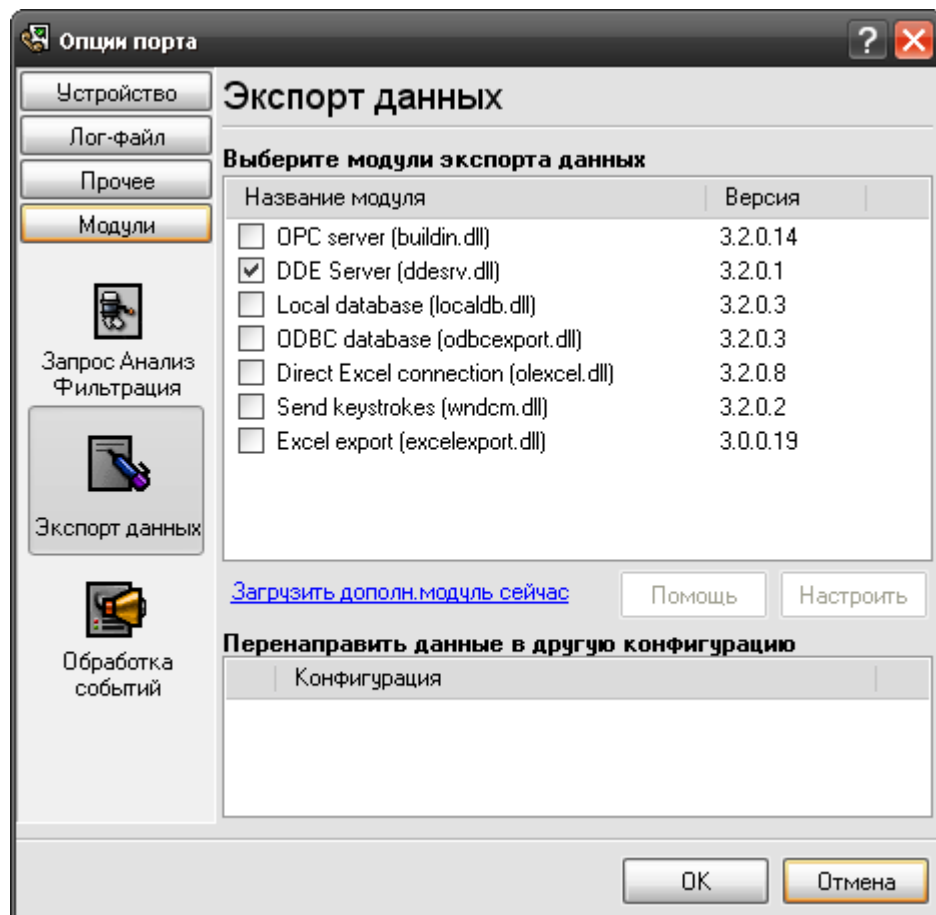 Опции порта
?
Устройство
Лог-файл
Прочее
Модули
Запрос Анализ
Фильтрация
Экспорт данных
Обработка
событий
Экспорт данных
Выберите модули экспорта данных
Название модуля Версия
OPC server (buildin.dll) 3.2.0.14
DDE Server (ddesrv.dll) 3.2.0.1
Local database (localdb.dll) 3.2.0.3
ODBC database (odbcexport.dll) 3.2.0.3
Direct Excel connection (olexcel.dll) 3.2.0.8
Send keystrokes (wndcm.dll) 3.2.0.2
Excel export (excelexport.dll) 3.0.0.19
Загрузить дополн.модуль сейчас Помощь Настроить
Перенаправить данные в другую конфигурацию
Конфигурация
OK Отмена